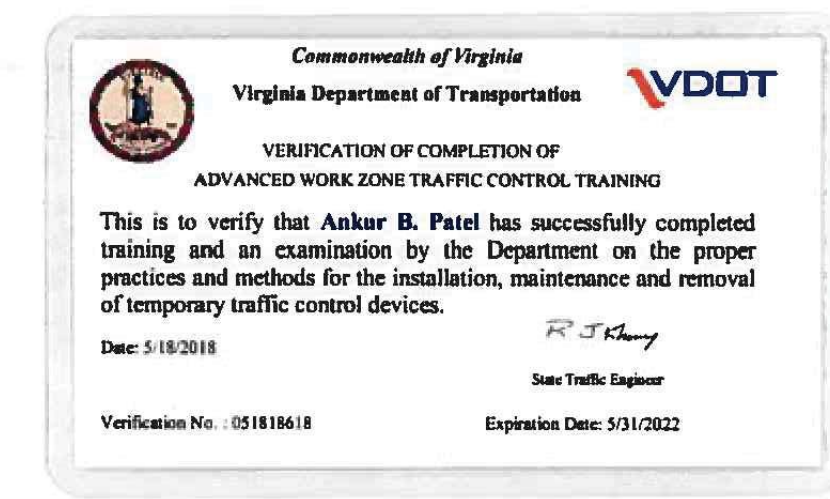 Commonwealth of Virginia
Virginia Department of Transportation
VDOT
VERIFICATION OF COMPLETION OF
ADVANCED WORK ZONE TRAFFIC CONTROL TRAINING
This is to verify that Ankur B. Patel has successfully completed
training and an examination by the Department on the proper
practices and methods for the installation, maintenance and removal
of temporary traffic control devices.
Date: 5/18/2018
State Traffic Engineer
Verification No. : 051818618
Expiration Date: 5/31/2022